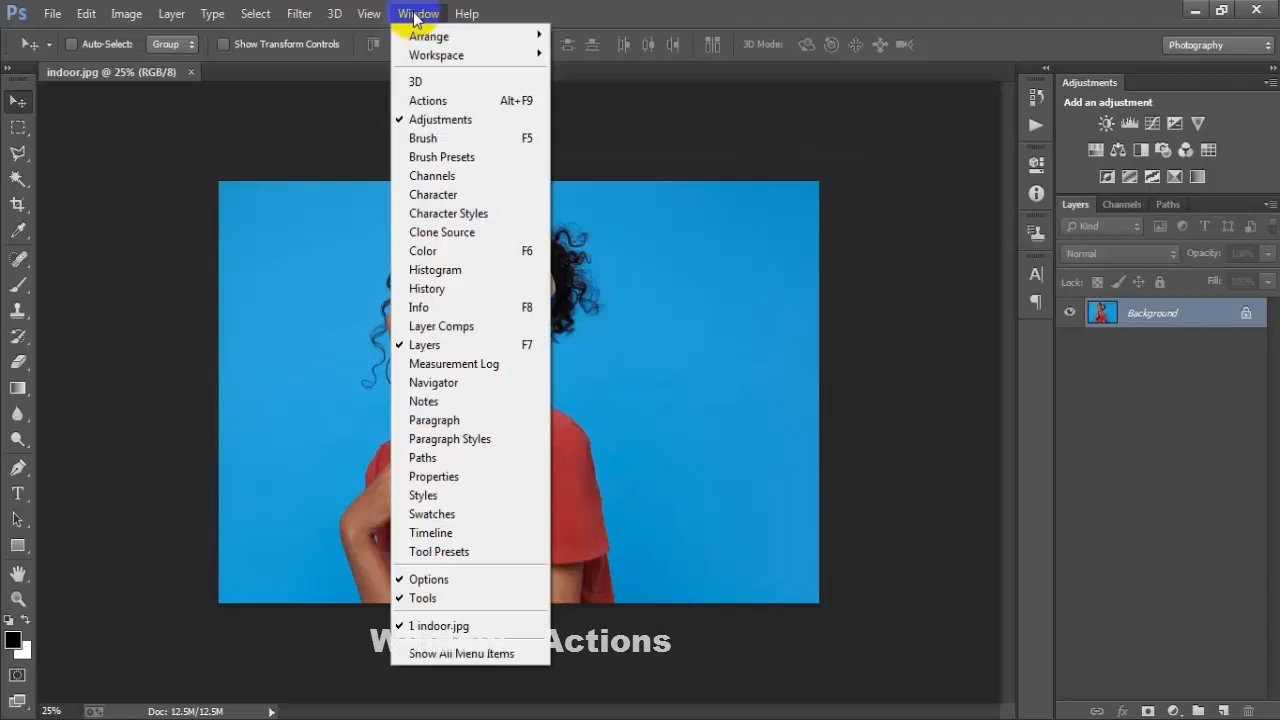 Ps File Edit Image Layer Type Select Filter 3D View Window Help
Auto-Select: Group Show Transform Controls 3D Mode: Photography
indoor.jpg @ 25% (RGB/8) ×
Arrange
Workspace
3D
Actions Alt+F9
Adjustments
Brush F5
Brush Presets
Channels
Character
Character Styles
Clone Source
Color F6
Histogram
History
Info F8
Layer Comps
Layers F7
Measurement Log
Navigator
Notes
Paragraph
Paragraph Styles
Paths
Properties
Styles
Swatches
Timeline
Tool Presets
Options
Tools
1 indoor.jpg
Show All Menu Items
Actions
Adjustments
Add an adjustment
Layers Channels Paths
Kind
Normal Opacity: 100%
Lock: Fill: 100%
Background
25% Doc: 12.5M/12.5M